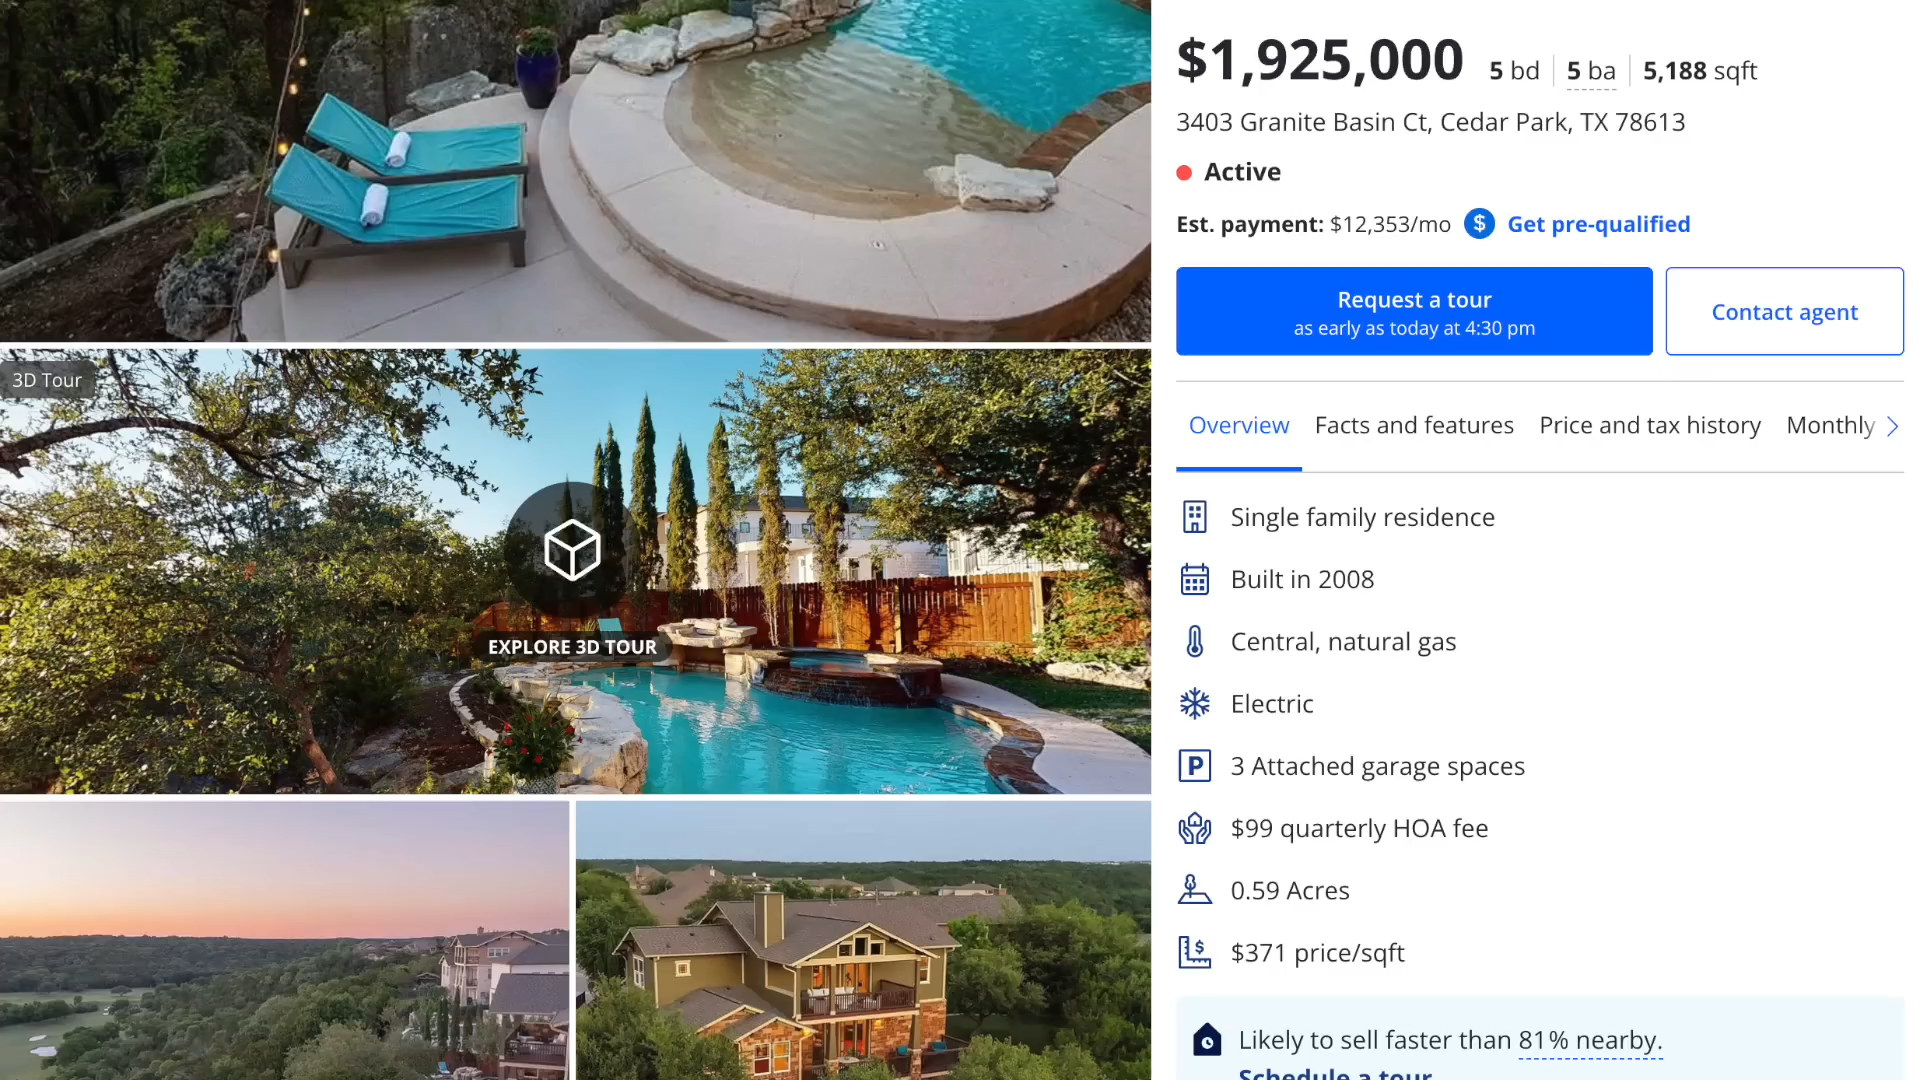 $1,925,000 5 bd 5 ba 5,188 sqft
3403 Granite Basin Ct, Cedar Park, TX 78613
Active
Est. payment: $12,353/mo $ Get pre-qualified
Request a tour
as early as today at 4:30 pm
Contact agent
3D Tour
EXPLORE 3D TOUR
Overview Facts and features Price and tax history Monthly
Single family residence
Built in 2008
Central, natural gas
Electric
P 3 Attached garage spaces
$99 quarterly HOA fee
0.59 Acres
$ $371 price/sqft
Likely to sell faster than 81% nearby.
Schedule a tour